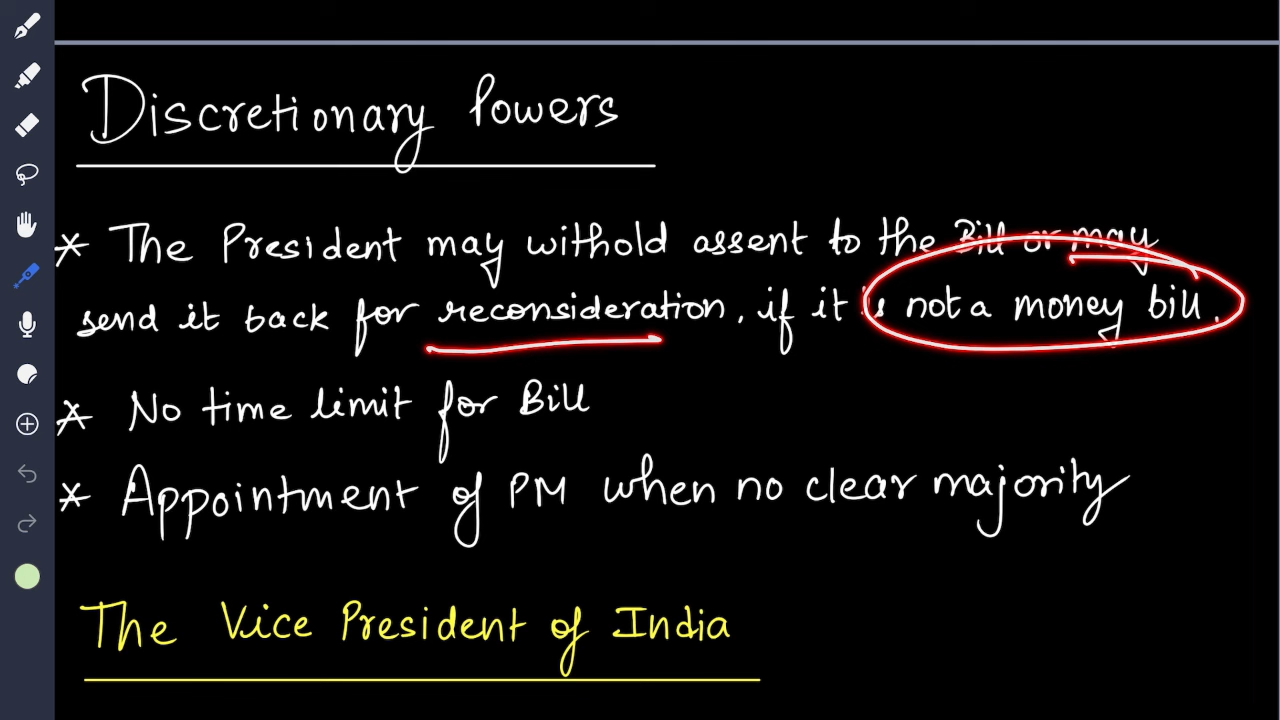 Discretionary Powers
* The President may withold assent to the Bill or may
send it back for reconsideration, if it is not a money bill.
* No time limit for Bill
* Appointment of PM when no clear majority
The Vice President of India